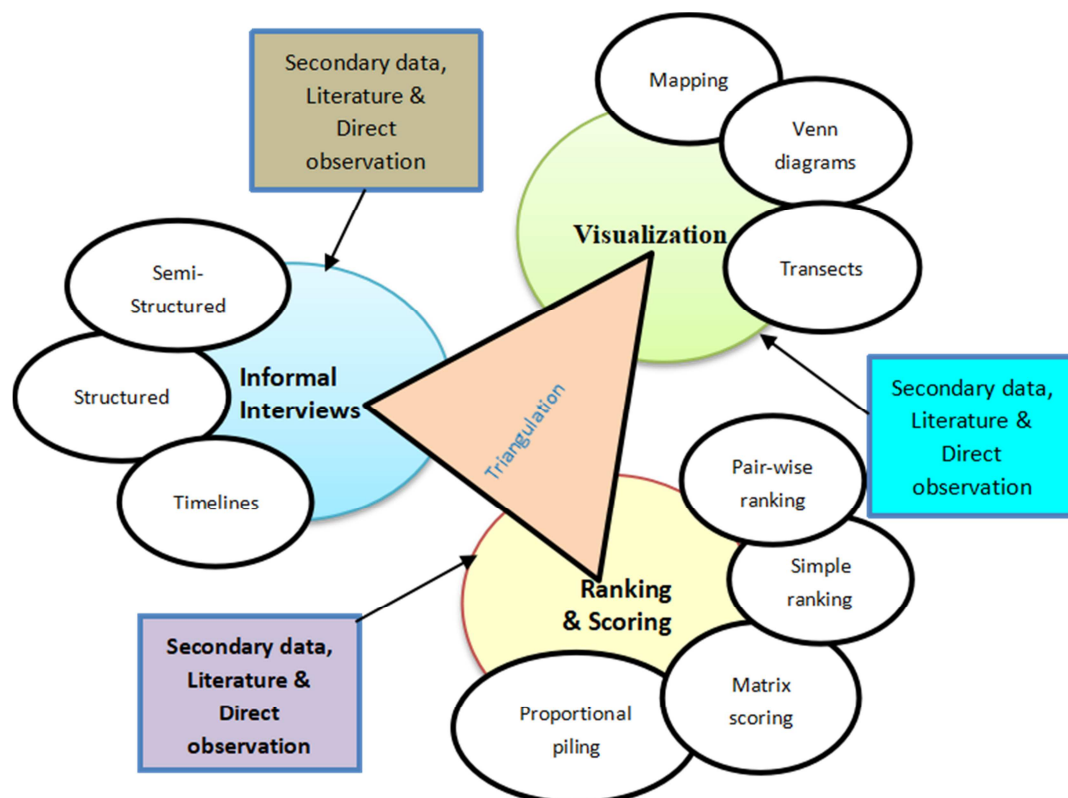 Secondary data,
Literature &
Direct
observation
Mapping
Venn
diagrams
Visualization
Transects
Semi-
Structured
Structured
Informal
Interviews
Timelines
Triangulation
Secondary data,
Literature &
Direct
observation
Pair-wise
ranking
Simple
ranking
Ranking
& Scoring
Matrix
scoring
Proportional
piling
Secondary data,
Literature &
Direct
observation